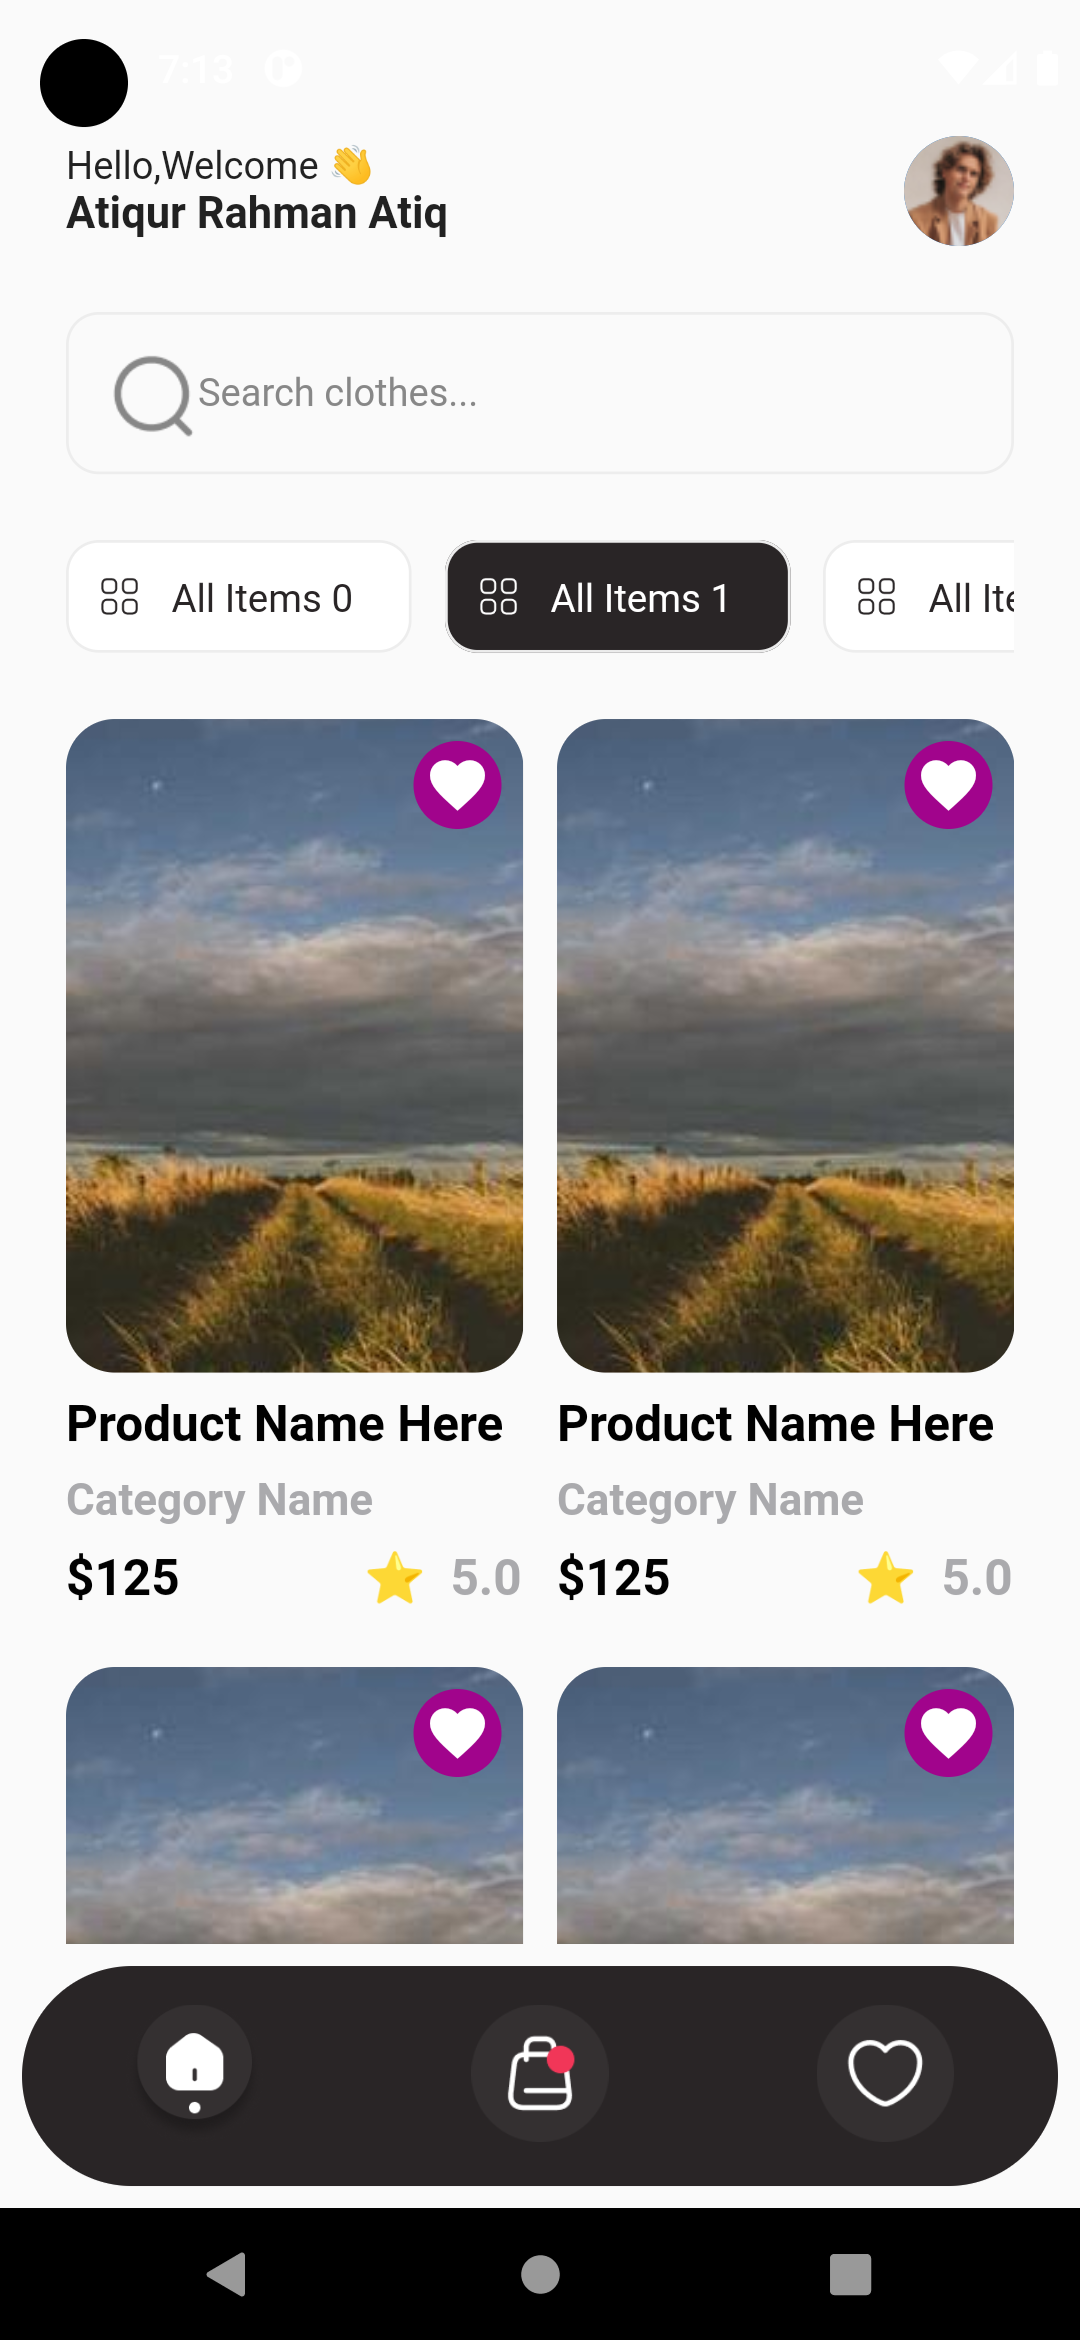 7:13
Hello,Welcome 👋
Atiqur Rahman Atiq
Search clothes...
All Items 0
All Items 1
All Ite
Product Name Here
Product Name Here
Category Name
Category Name
$125 ⭐ 5.0
$125 ⭐ 5.0